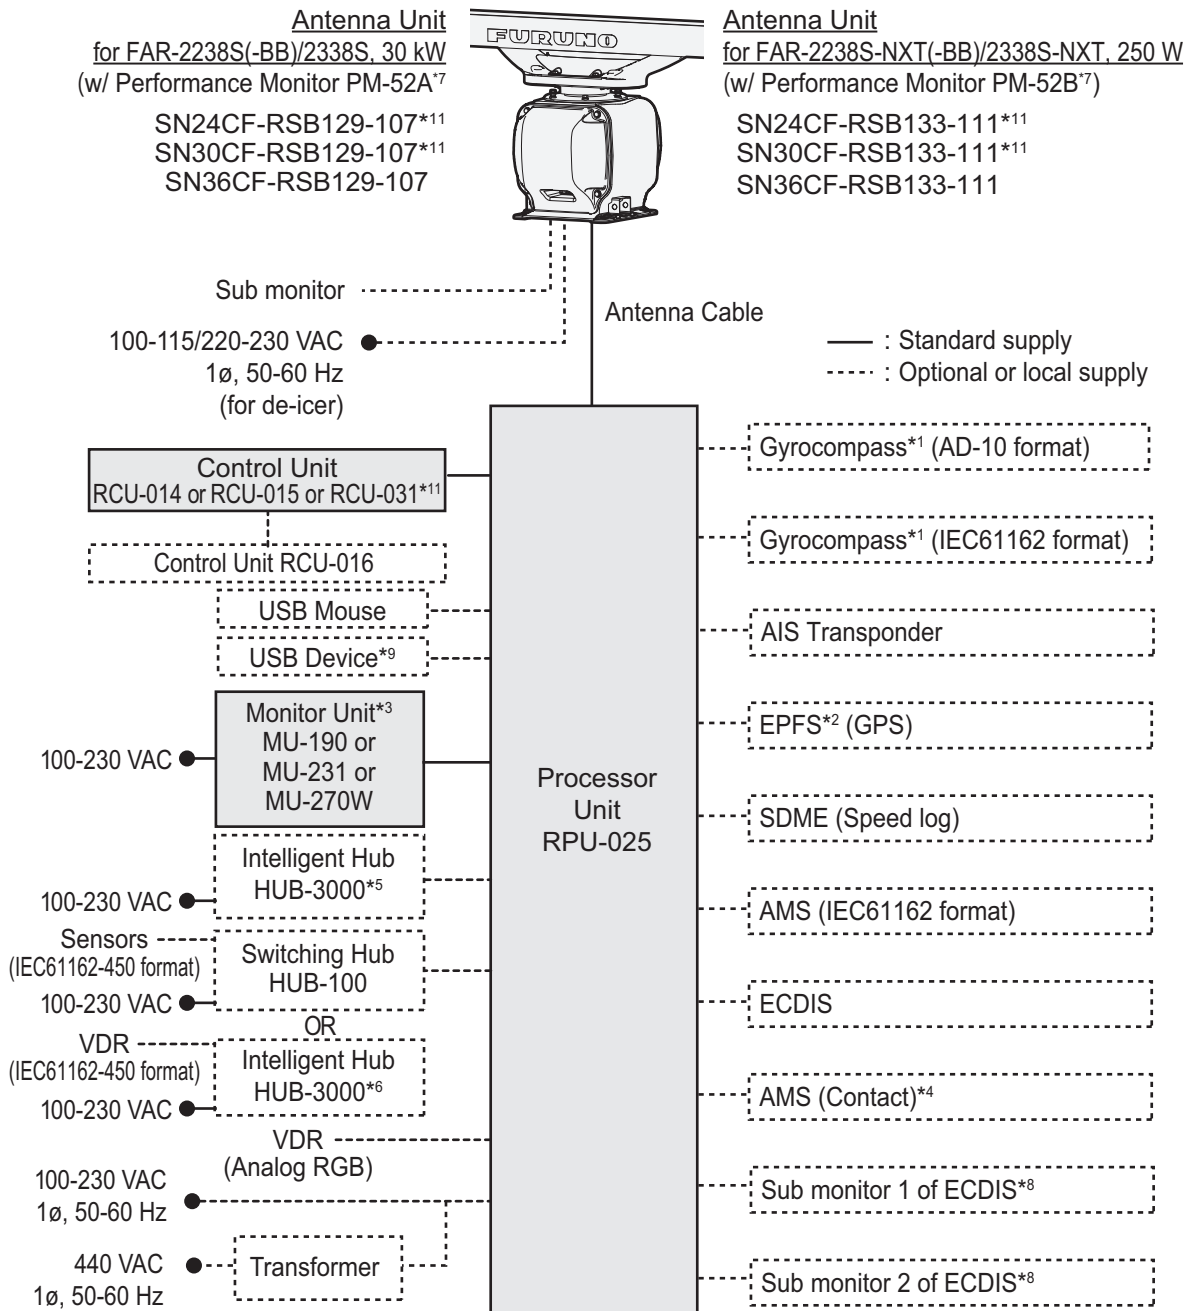 Antenna Unit
for FAR-2238S(-BB)/2338S, 30 kW
(w/ Performance Monitor PM-52A*7
SN24CF-RSB129-107*11
SN30CF-RSB129-107*11
SN36CF-RSB129-107
FURUNO
Antenna Unit
for FAR-2238S-NXT(-BB)/2338S-NXT, 250 W
(w/ Performance Monitor PM-52B*7)
SN24CF-RSB133-111*11
SN30CF-RSB133-111*11
SN36CF-RSB133-111
Sub monitor
100-115/220-230 VAC
1ø, 50-60 Hz
(for de-icer)
Antenna Cable
: Standard supply
: Optional or local supply
Control Unit
RCU-014 or RCU-015 or RCU-031*11
Control Unit RCU-016
USB Mouse
USB Device*9
Monitor Unit*3
MU-190 or
MU-231 or
MU-270W
100-230 VAC
Intelligent Hub
HUB-3000*5
100-230 VAC
Sensors
(IEC61162-450 format)
Switching Hub
HUB-100
100-230 VAC
OR
VDR
(IEC61162-450 format)
Intelligent Hub
HUB-3000*6
100-230 VAC
VDR
(Analog RGB)
100-230 VAC
1ø, 50-60 Hz
440 VAC
1ø, 50-60 Hz
Transformer
Processor
Unit
RPU-025
Gyrocompass*1 (AD-10 format)
Gyrocompass*1 (IEC61162 format)
AIS Transponder
EPFS*2 (GPS)
SDME (Speed log)
AMS (IEC61162 format)
ECDIS
AMS (Contact)*4
Sub monitor 1 of ECDIS*8
Sub monitor 2 of ECDIS*8